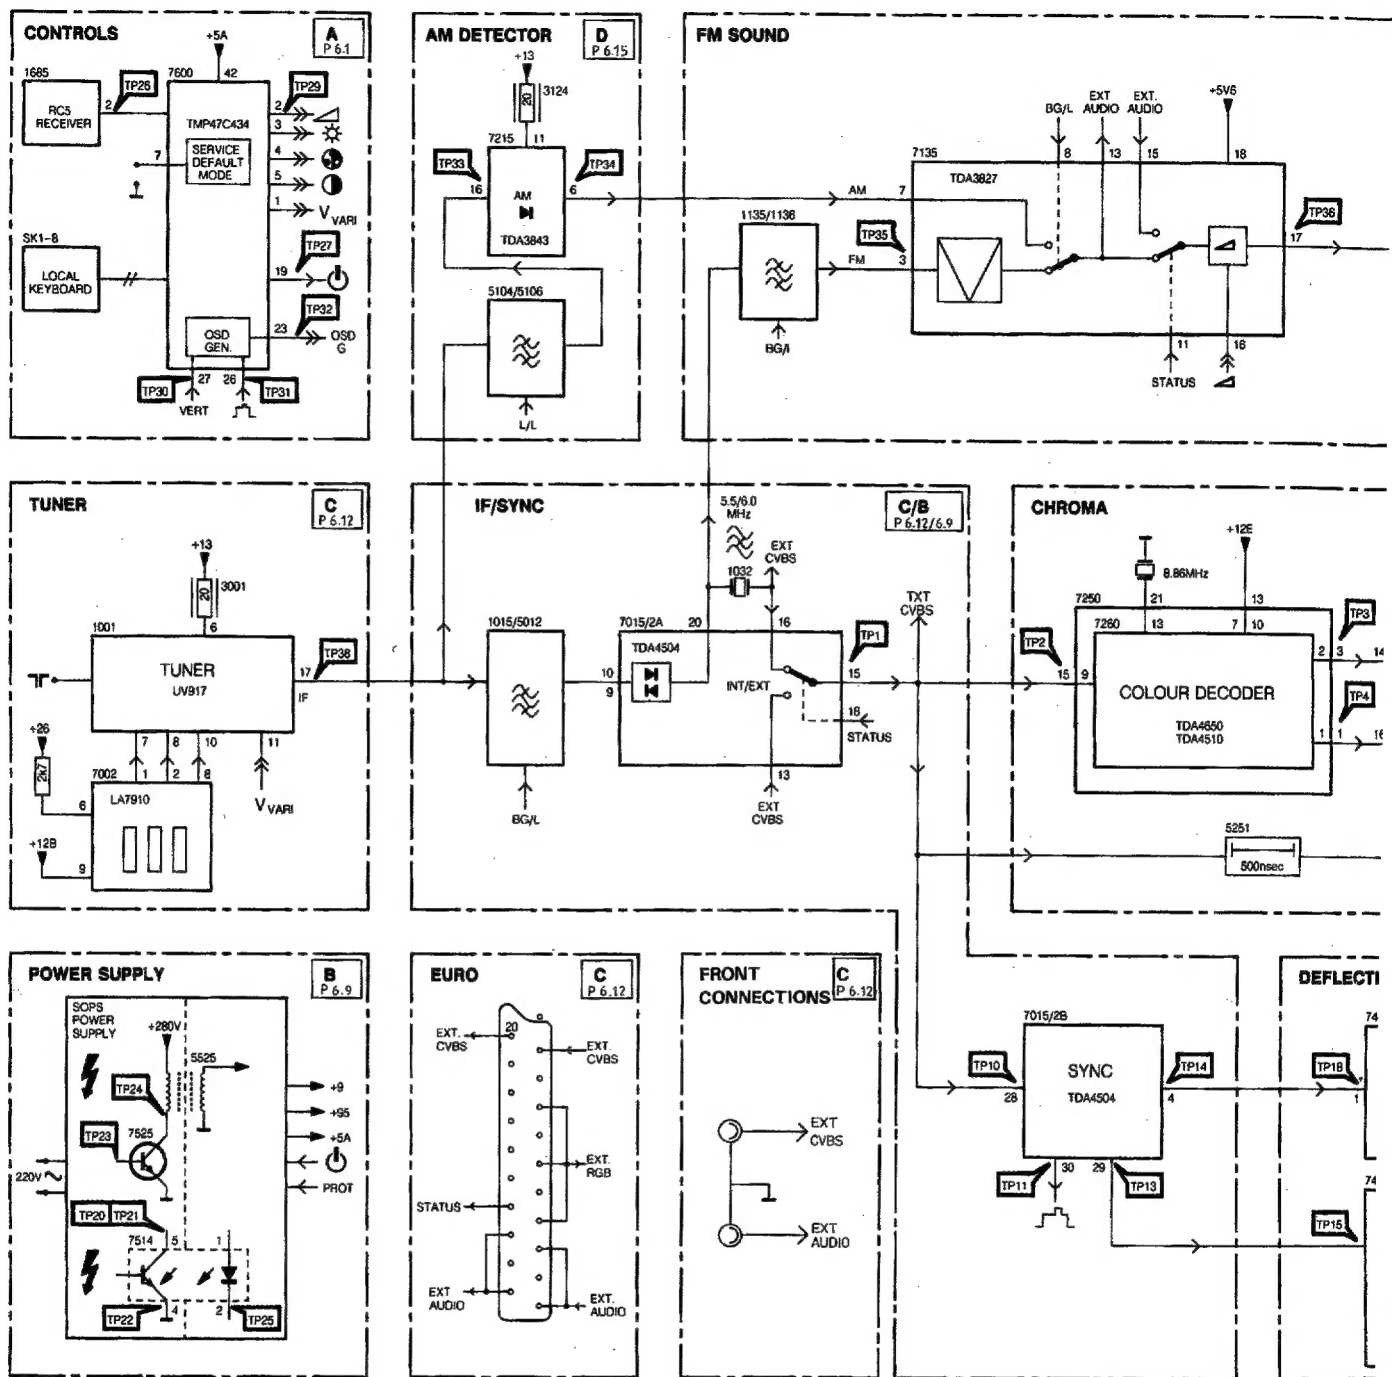 CONTROLS
A
P 6.1
+5A
1685
RC5
RECEIVER
2
TP26
7600
42
TMP47C434
SERVICE
DEFAULT
MODE
7
TP29
2
3
4
5
1
V VARI
SK1-8
LOCAL
KEYBOARD
TP27
19
TP32
23
OSD
G
OSD
GEN.
TP30
27
26
TP31
VERT
AM DETECTOR
D
P 6.15
+13
20
3124
7215
11
TP33
16
AM
TDA3843
TP34
6
5104/5106
L/L
FM SOUND
BG/L
EXT
AUDIO
EXT.
AUDIO
+5V6
7135
8
13
15
18
TDA3827
AM
7
1135/1136
TP35
FM
3
BG/I
TP36
17
11
16
STATUS
TUNER
C
P 6.12
+13
20
3001
1001
6
TUNER
UV917
17
IF
TP38
+26
2k7
7
8
10
11
7002
1
2
8
LA7910
6
V VARI
+12B
9
IF/SYNC
C/B
P 6.12/6.9
5.5/6.0
MHz
EXT
CVBS
1032
1015/5012
7015/2A
20
16
TDA4504
TP1
10
9
INT/EXT
15
18
STATUS
13
BG/L
EXT
CVBS
TXT
CVBS
CHROMA
+12E
8.86MHz
7250
21
13
7260
13
7
10
TP2
15
9
COLOUR DECODER
TDA4650
TDA4510
TP3
2
3
14
TP4
1
1
16
5251
500nsec
POWER SUPPLY
B
P 6.9
SOPS
POWER
SUPPLY
+280V
5525
TP24
+9
+95
+5A
TP23
7525
220V
PROT
TP20
TP21
7514
5
1
4
2
TP22
TP25
EURO
C
P 6.12
20
EXT.
CVBS
EXT.
CVBS
EXT.
RGB
STATUS
EXT
AUDIO
EXT.
AUDIO
FRONT
CONNECTIONS
C
P 6.12
EXT
CVBS
EXT
AUDIO
7015/2B
TP10
28
SYNC
TDA4504
TP14
4
30
29
TP11
TP13
DEFLECTI
74
TP18
1
74
TP15